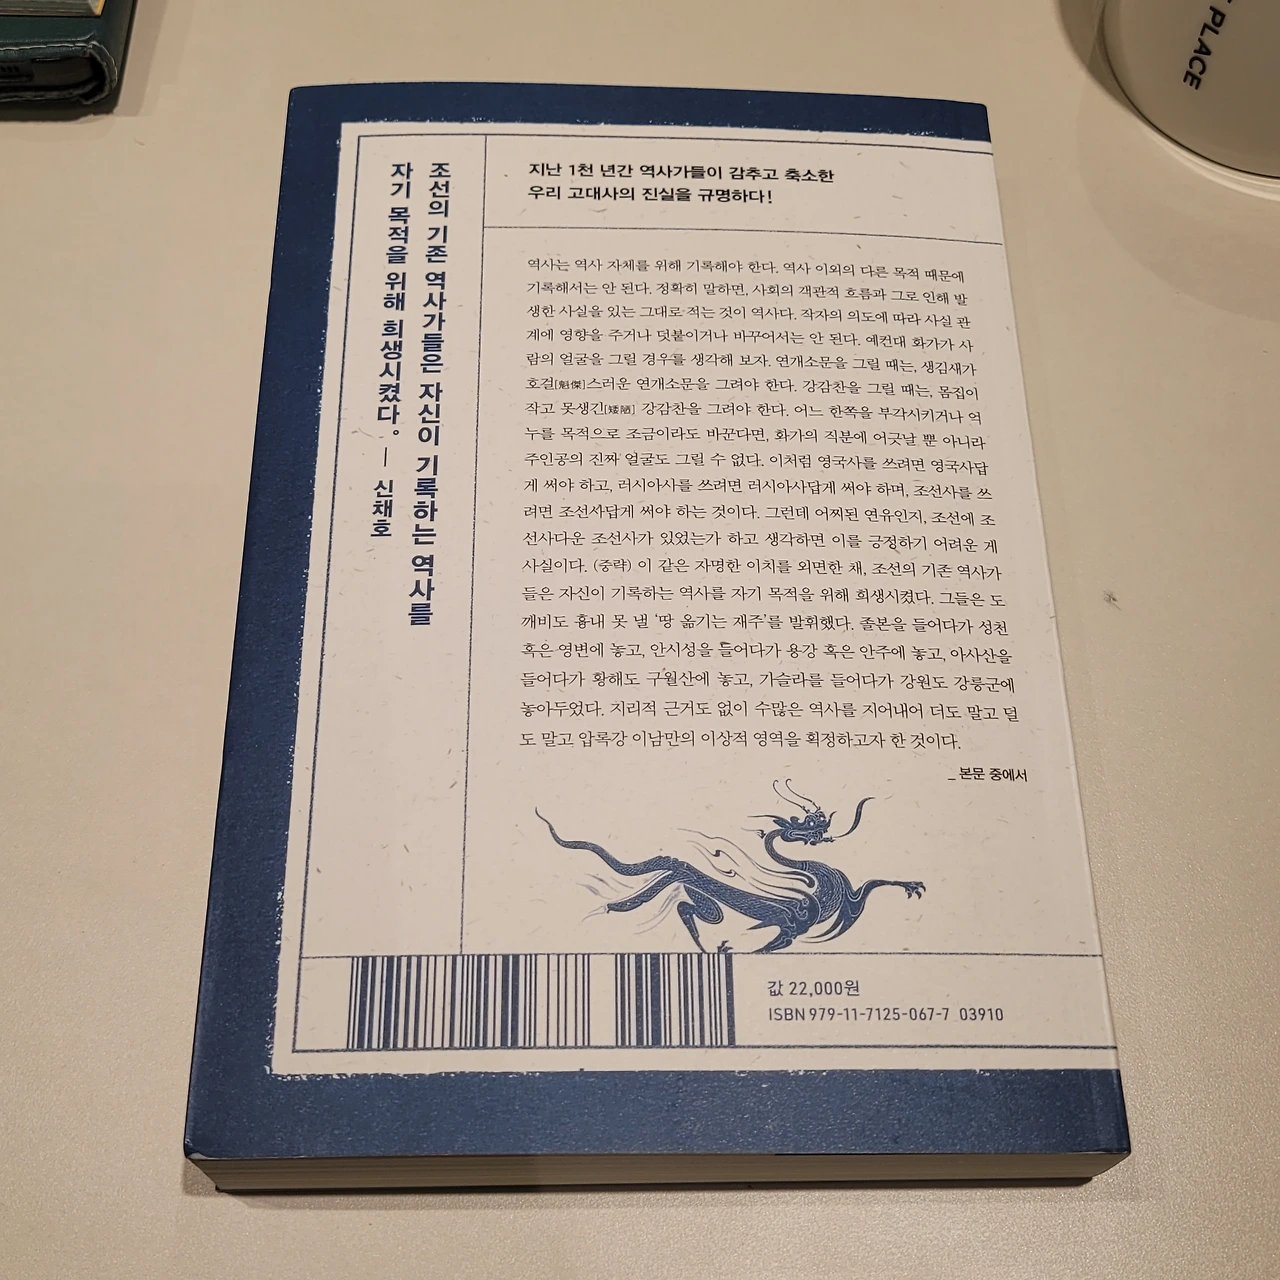 PLACE
조선의 기존 역사가들은 자신이 기록하는 역사를
자기 목적을 위해 희생시켰다。— 신채호
지난 1천 년간 역사가들이 감추고 축소한
우리 고대사의 진실을 규명하다!
역사는 역사 자체를 위해 기록해야 한다. 역사 이외의 다른 목적 때문에
기록해서는 안 된다. 정확히 말하면, 사회의 객관적 흐름과 그로 인해 발
생한 사실을 있는 그대로 적는 것이 역사다. 작자의 의도에 따라 사실 관
계에 영향을 주거나 덧붙이거나 바꾸어서는 안 된다. 예컨대 화가가 사
람의 얼굴을 그릴 경우를 생각해 보자. 연개소문을 그릴 때는, 생김새가
호걸[魁傑]스러운 연개소문을 그려야 한다. 강감찬을 그릴 때는, 몸집이
작고 못생긴[矮陋] 강감찬을 그려야 한다. 어느 한쪽을 부각시키거나 억
누를 목적으로 조금이라도 바꾼다면, 화가의 직분에 어긋날 뿐 아니라
주인공의 진짜 얼굴도 그릴 수 없다. 이처럼 영국사를 쓰려면 영국사답
게 써야 하고, 러시아사를 쓰려면 러시아사답게 써야 하며, 조선사를 쓰
려면 조선사답게 써야 하는 것이다. 그런데 어찌된 연유인지, 조선에 조
선사다운 조선사가 있었는가 하고 생각하면 이를 긍정하기 어려운 게
사실이다. (중략) 이 같은 자명한 이치를 외면한 채, 조선의 기존 역사가
들은 자신이 기록하는 역사를 자기 목적을 위해 희생시켰다. 그들은 도
깨비도 흉내 못 낼 '땅 옮기는 재주'를 발휘했다. 졸본을 들어다가 성천
혹은 영변에 놓고, 안시성을 들어다가 용강 혹은 안주에 놓고, 아사산을
들어다가 황해도 구월산에 놓고, 가슬라를 들어다가 강원도 강릉군에
놓아두었다. 지리적 근거도 없이 수많은 역사를 지어내어 더도 말고 덜
도 말고 압록강 이남만의 이상적 영역을 획정하고자 한 것이다.
_ 본문 중에서
값 22,000원
ISBN 979-11-7125-067-7 03910